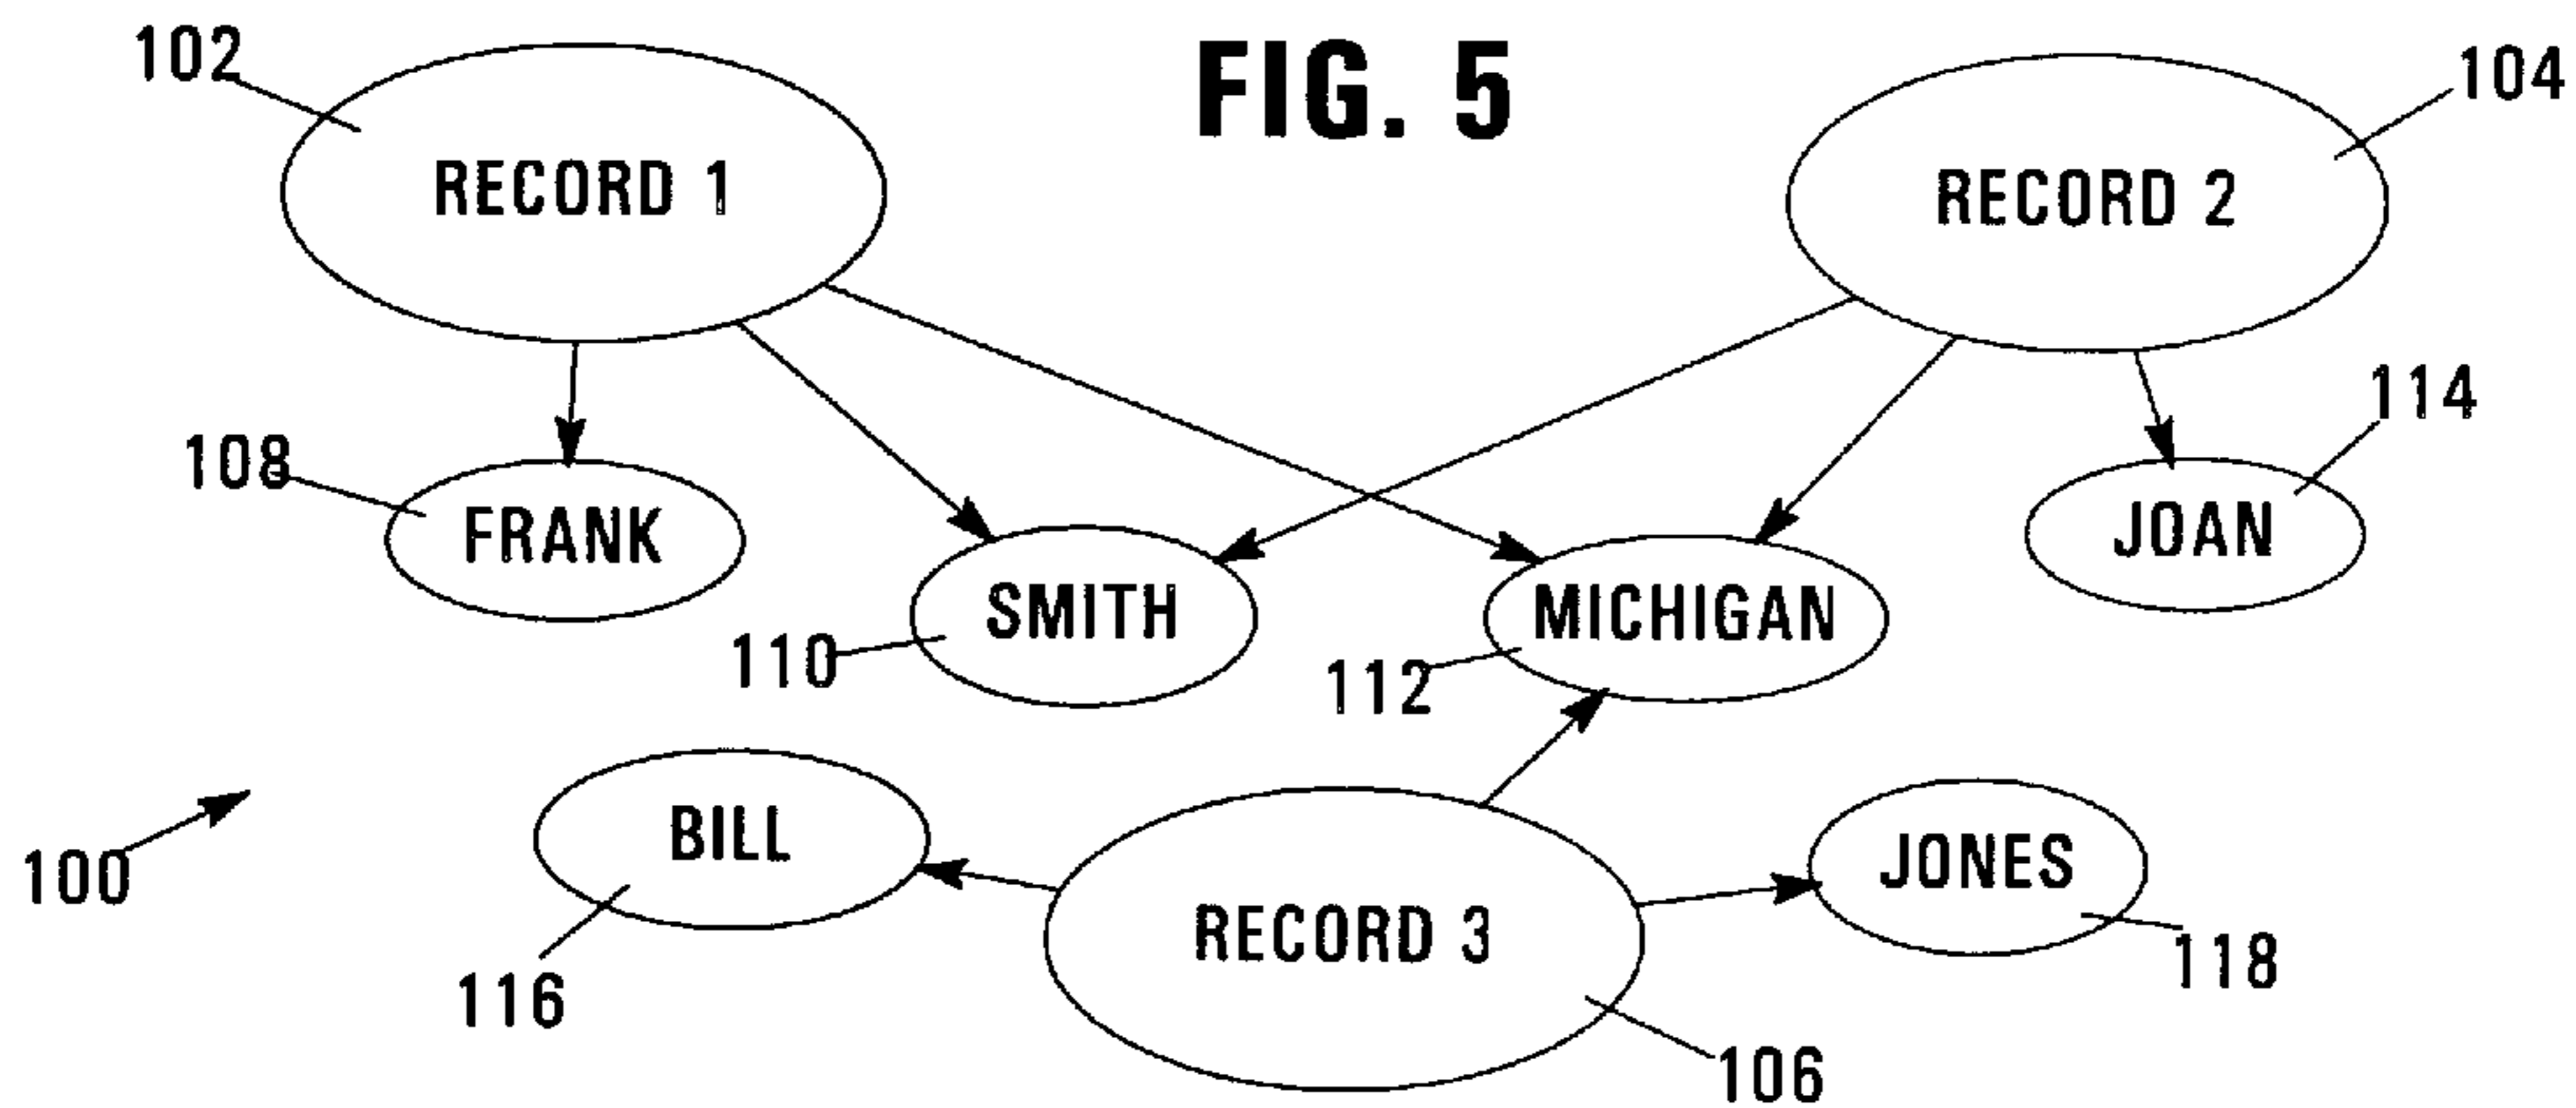 FIG. 5
102
104
RECORD 1
RECORD 2
114
108
FRANK
JOAN
SMITH
MICHIGAN
110
112
BILL
JONES
100
RECORD 3
116
118
106